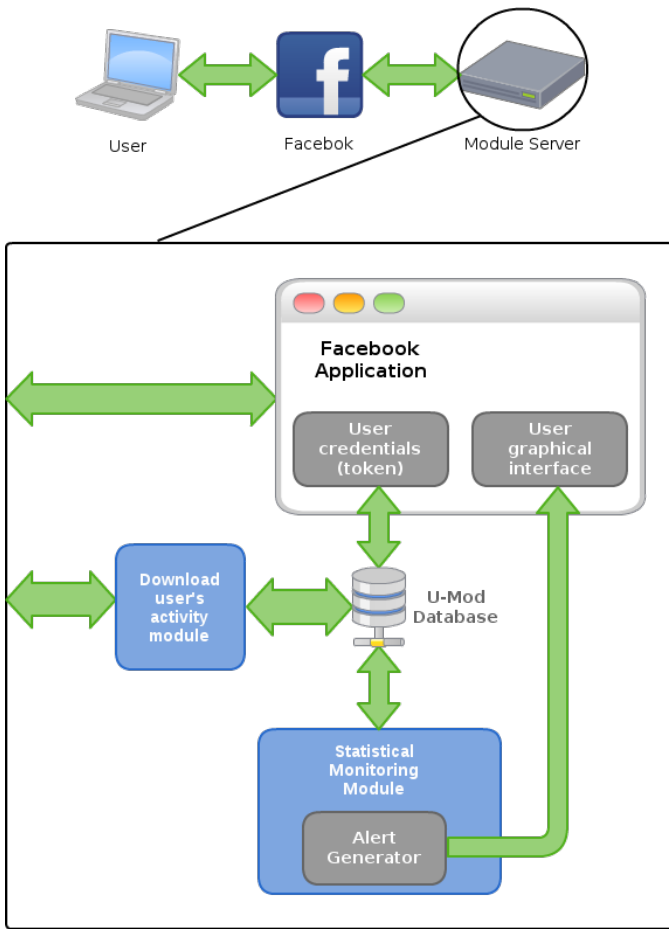 f
User
Facebok
Module Server
Facebook
Application
User
credentials
(token)
User
graphical
interface
Download
user's
activity
module
U-Mod
Database
Statistical
Monitoring
Module
Alert
Generator